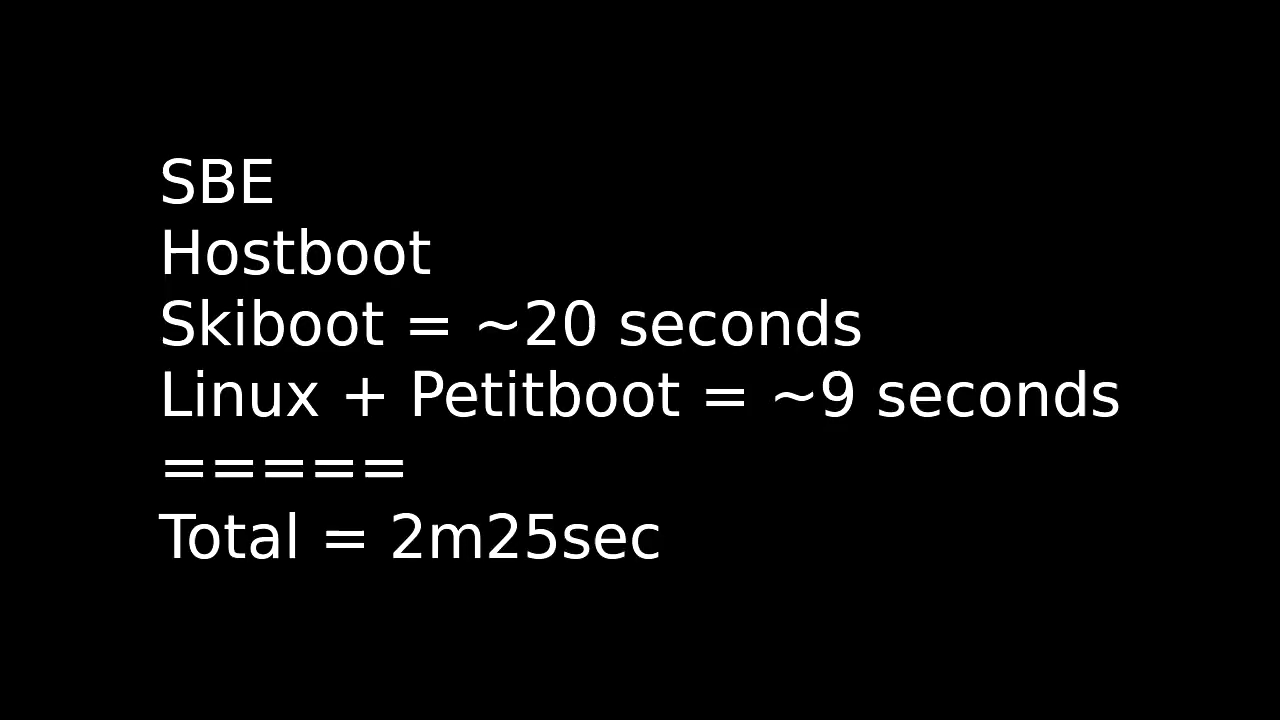 SBE
Hostboot
Skiboot = ~20 seconds
Linux + Petitboot = ~9 seconds
=====
Total = 2m25sec